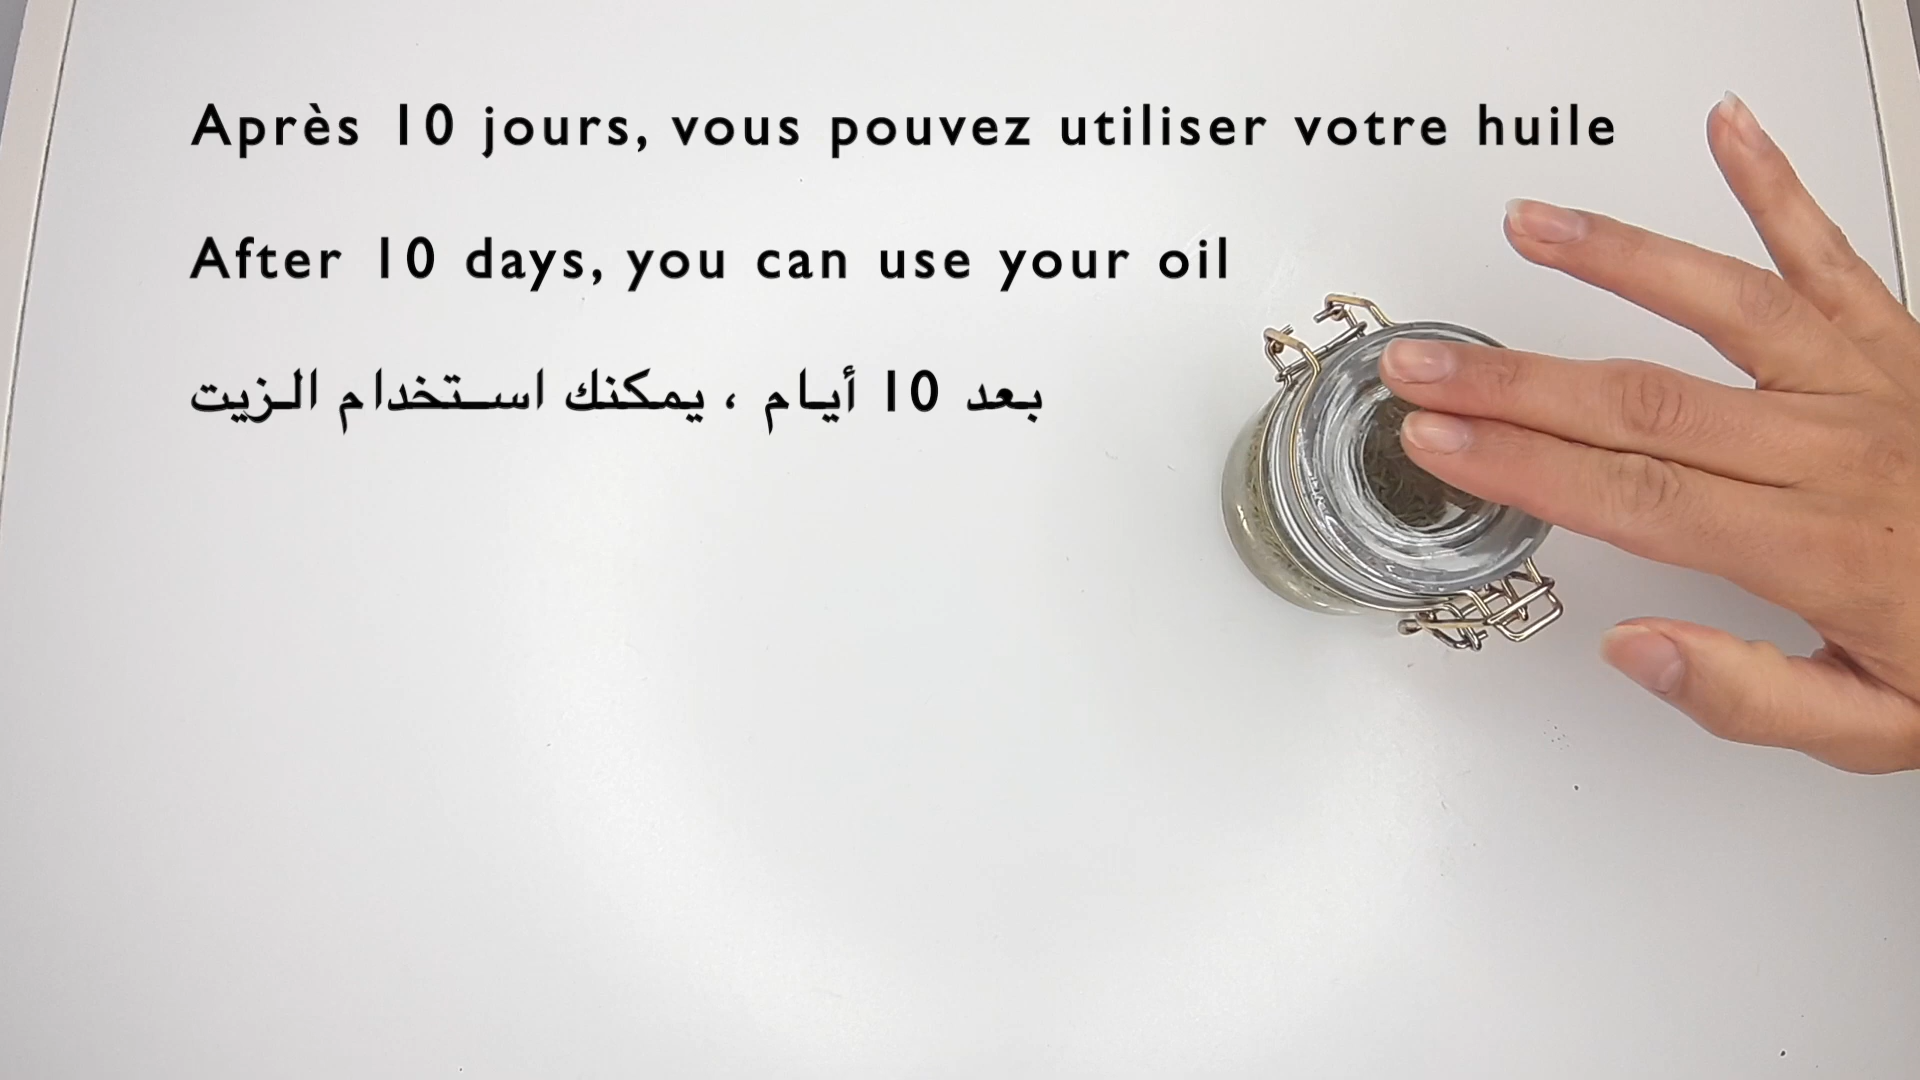 Après 10 jours, vous pouvez utiliser votre huile
After 10 days, you can use your oil
بعد 10 أيام ، يمكنك استخدام الزيت